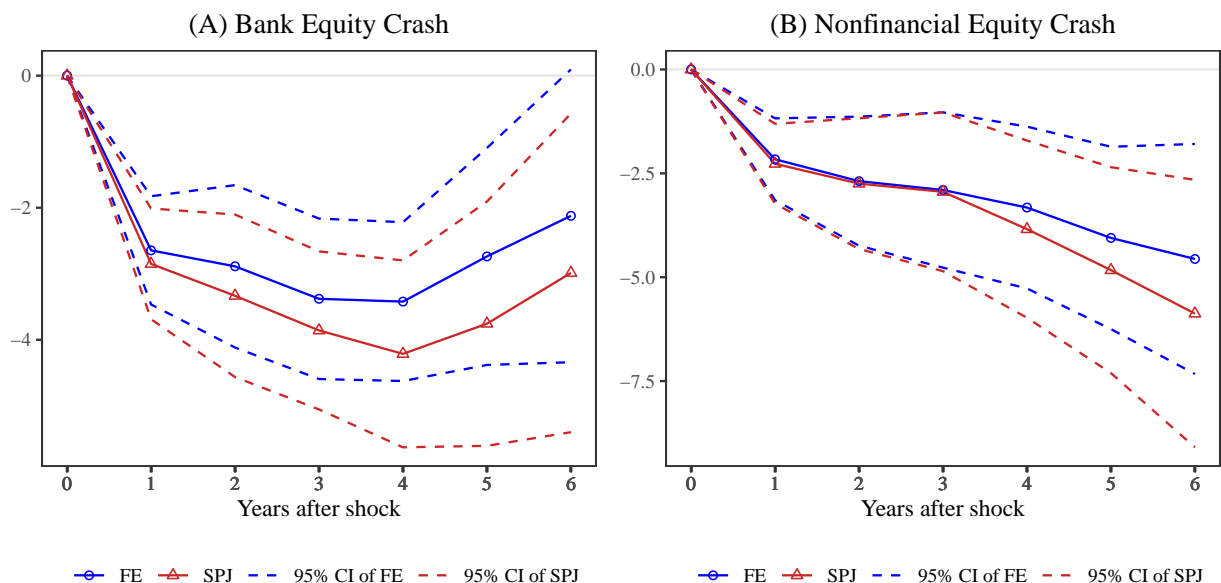 (A) Bank Equity Crash
0
−2
−4
0 1 2 3 4 5 6
Years after shock
FE SPJ 95% CI of FE 95% CI of SPJ
(B) Nonfinancial Equity Crash
0.0
−2.5
−5.0
−7.5
0 1 2 3 4 5 6
Years after shock
FE SPJ 95% CI of FE 95% CI of SPJ